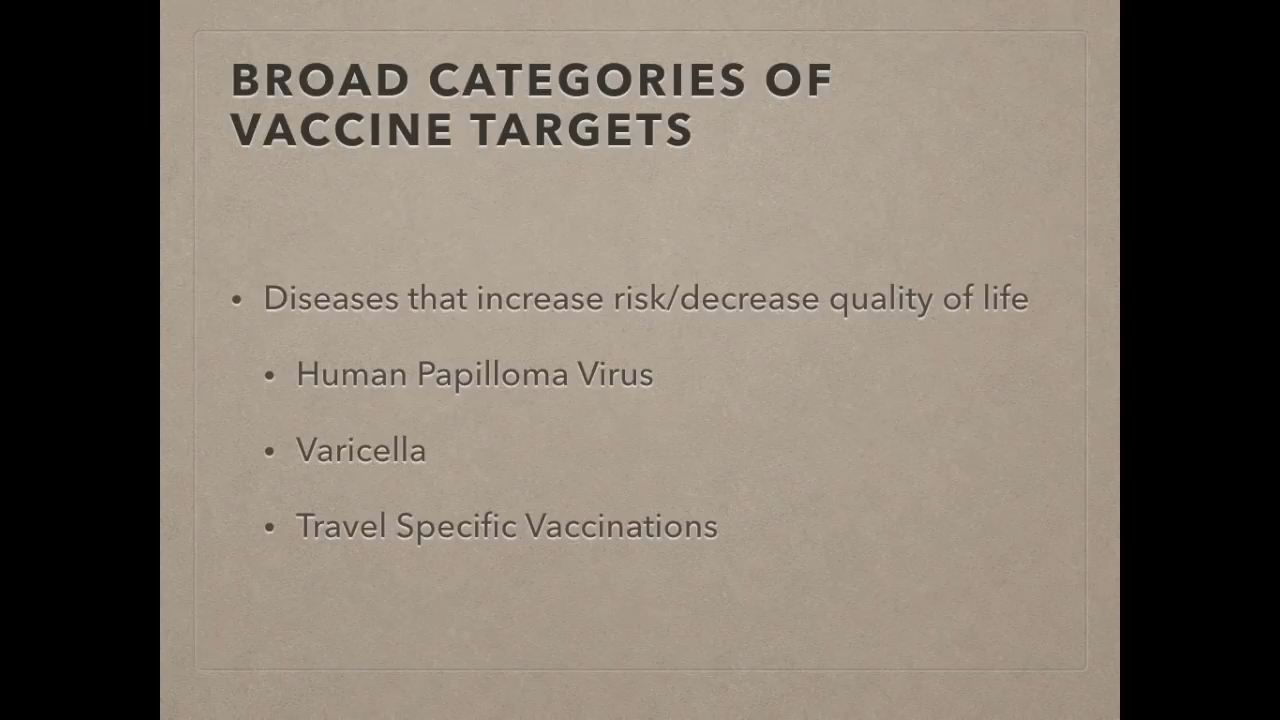 BROAD CATEGORIES OF
VACCINE TARGETS
• Diseases that increase risk/decrease quality of life
• Human Papilloma Virus
• Varicella
• Travel Specific Vaccinations